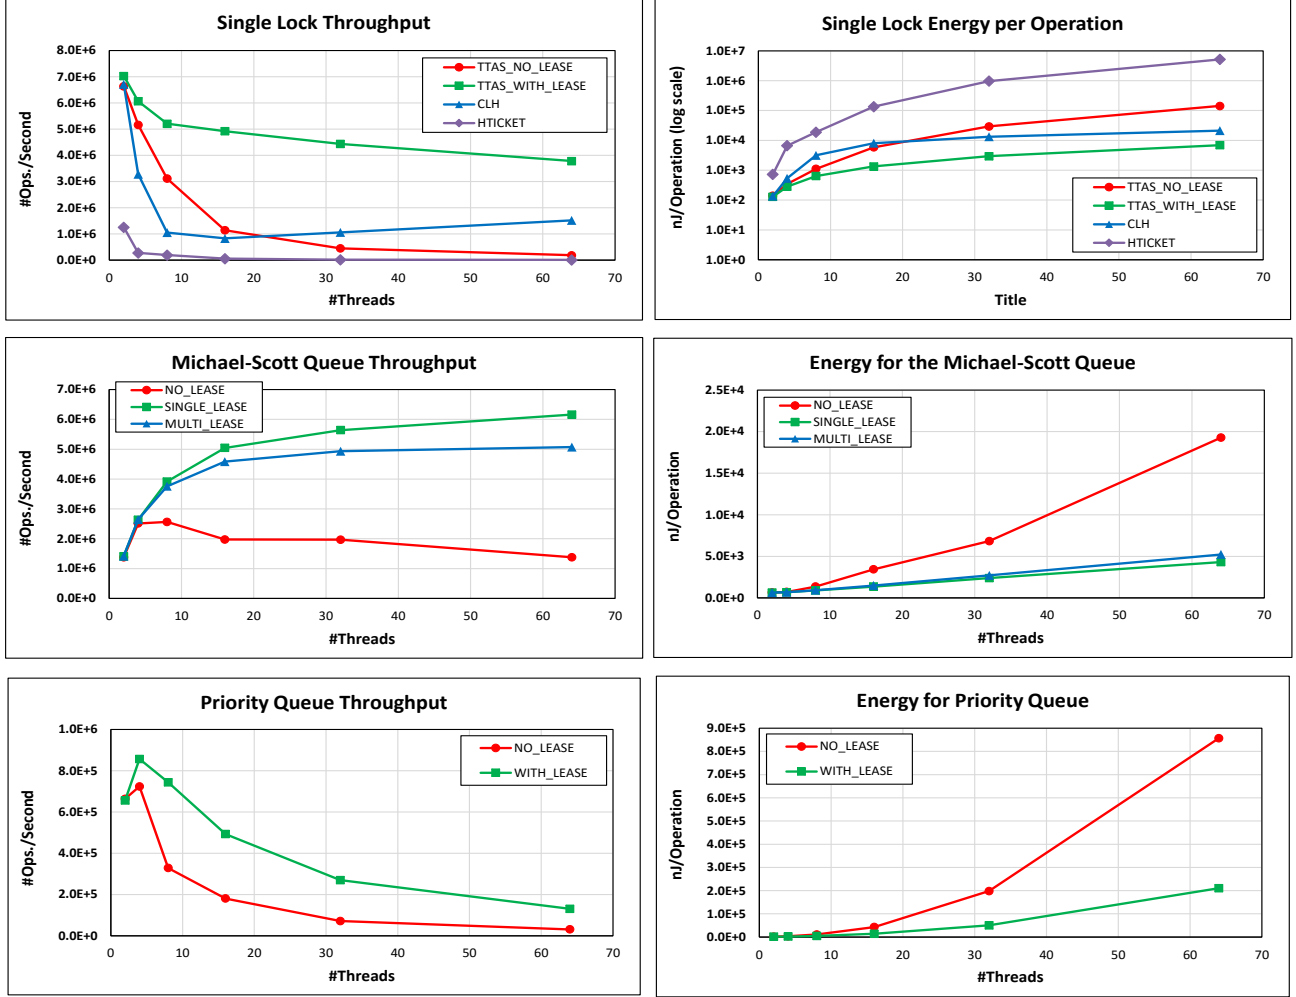 Single Lock Throughput
#Ops,/Second
8.0E+6
7.0E+6
6.0E+6
5.0E+6
4.0E+6
3.0E+6
2.0E+6
1.0E+6
0.0E+0
TTAS_NO_LEASE
TTAS_WITH_LEASE
CLH
HTICKET
0 10 20 30 40 50 60 70
#Threads
Single Lock Energy per Operation
nJ/Operation (log scale)
1.0E+7
1.0E+6
1.0E+5
1.0E+4
1.0E+3
1.0E+2
1.0E+1
1.0E+0
TTAS_NO_LEASE
TTAS_WITH_LEASE
CLH
HTICKET
0 10 20 30 40 50 60 70
Title
Michael-Scott Queue Throughput
#Ops./Second
7.0E+6
6.0E+6
5.0E+6
4.0E+6
3.0E+6
2.0E+6
1.0E+6
0.0E+0
NO_LEASE
SINGLE_LEASE
MULTI_LEASE
0 10 20 30 40 50 60 70
#Threads
Energy for the Michael-Scott Queue
nJ/Operation
2.5E+4
2.0E+4
1.5E+4
1.0E+4
5.0E+3
0.0E+0
NO_LEASE
SINGLE_LEASE
MULTI_LEASE
0 10 20 30 40 50 60 70
#Threads
Priority Queue Throughput
#Ops./Second
1.0E+6
8.0E+5
6.0E+5
4.0E+5
2.0E+5
0.0E+0
NO_LEASE
WITH_LEASE
0 10 20 30 40 50 60 70
#Threads
Energy for Priority Queue
nJ/Operation
9.0E+5
8.0E+5
7.0E+5
6.0E+5
5.0E+5
4.0E+5
3.0E+5
2.0E+5
1.0E+5
0.0E+0
NO_LEASE
WITH_LEASE
0 10 20 30 40 50 60 70
#Threads